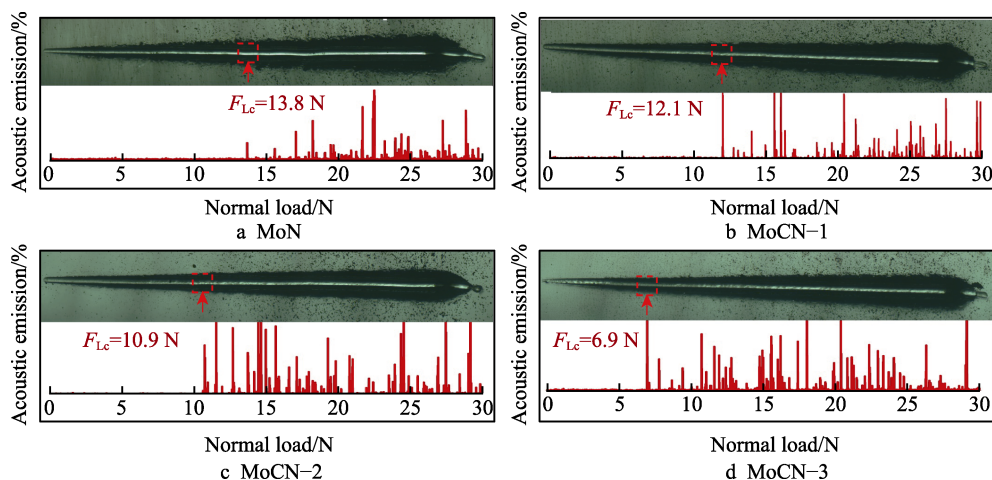 Acoustic emission/%
F_Lc=13.8 N
0 5 10 15 20 25 30
Normal load/N
a MoN
Acoustic emission/%
F_Lc=12.1 N
0 5 10 15 20 25 30
Normal load/N
b MoCN−1
Acoustic emission/%
F_Lc=10.9 N
0 5 10 15 20 25 30
Normal load/N
c MoCN−2
Acoustic emission/%
F_Lc=6.9 N
0 5 10 15 20 25 30
Normal load/N
d MoCN−3